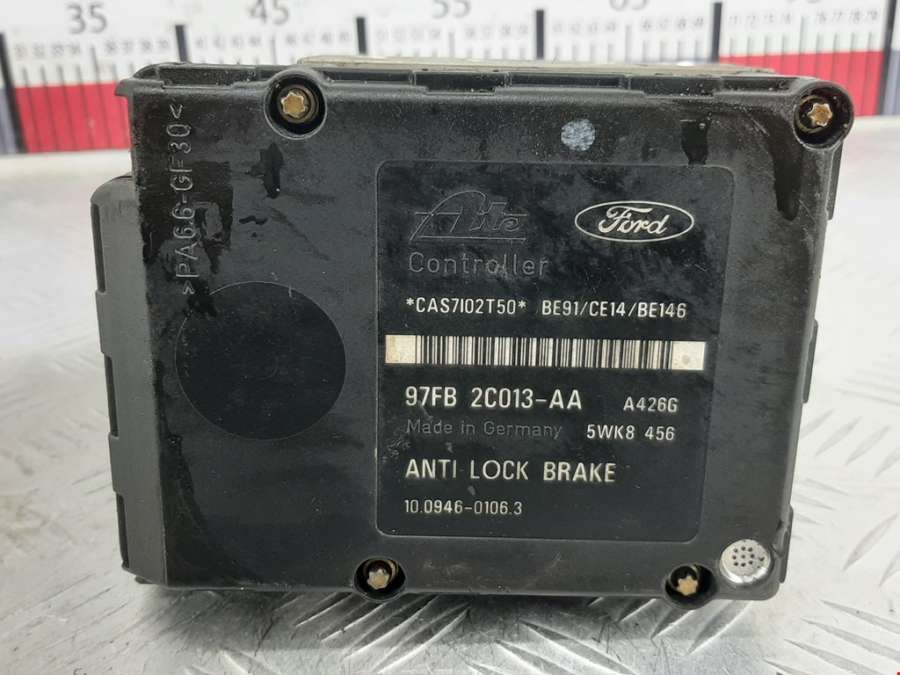 35 45 55 75
>PA66-GF30<
Ate
Ford
Controller
*CAS7I02T50* BE91/CE14/BE146
97FB 2C013-AA A426G
Made in Germany 5WK8 456
ANTI LOCK BRAKE
10.0946-0106.3